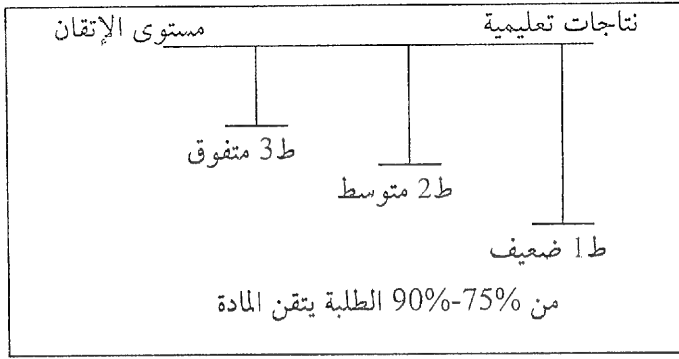 نتاجات تعليمية
مستوى الإتقان
ط3 متفوق
ط2 متوسط
ط1 ضعيف
من 75%-90% الطلبة يتقن المادة